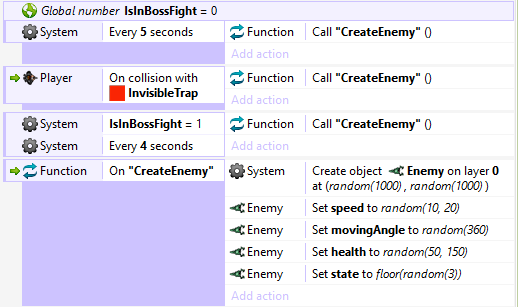 Global number IsInBossFight = 0
System Every 5 seconds Function Call "CreateEnemy" ()
Add action
Player On collision with InvisibleTrap Function Call "CreateEnemy" ()
Add action
System IsInBossFight = 1 Function Call "CreateEnemy" ()
System Every 4 seconds Add action
Function On "CreateEnemy" System Create object Enemy on layer 0
at (random(1000) , random(1000) )
Enemy Set speed to random(10, 20)
Enemy Set movingAngle to random(360)
Enemy Set health to random(50, 150)
Enemy Set state to floor(random(3))
Add action